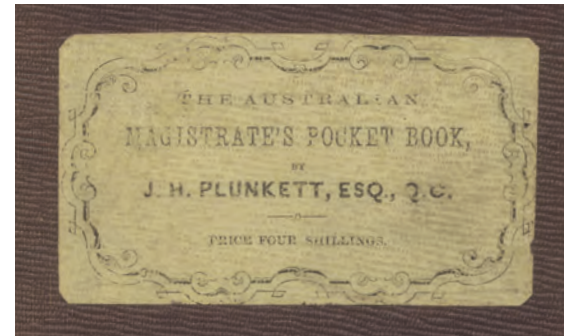 THE AUSTRALIAN
MAGISTRATE'S POCKET BOOK,
BY
J. H. PLUNKETT, ESQ., Q.C.
PRICE FOUR SHILLINGS.